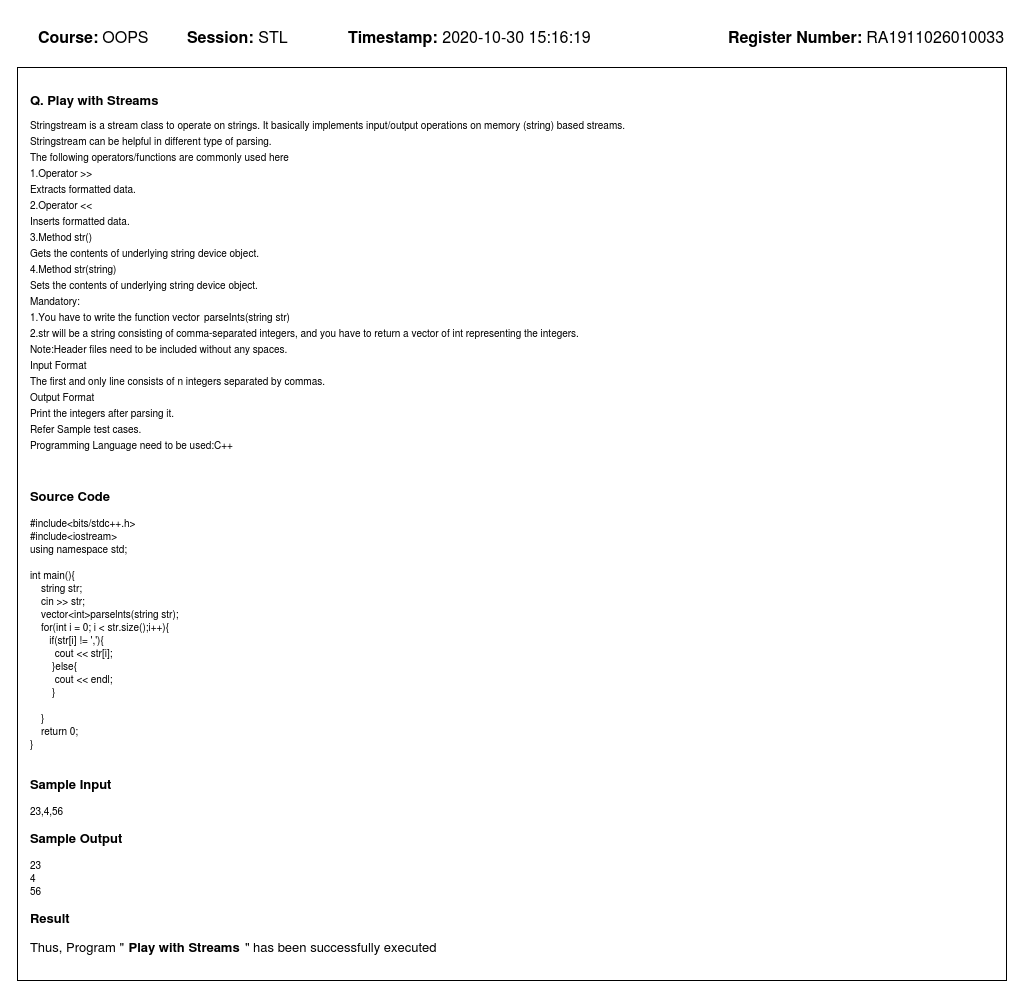 Course: OOPS Session: STL Timestamp: 2020-10-30 15:16:19 Register Number: RA1911026010033
Q. Play with Streams
Stringstream is a stream class to operate on strings. It basically implements input/output operations on memory (string) based streams.
Stringstream can be helpful in different type of parsing.
The following operators/functions are commonly used here
1.Operator >>
Extracts formatted data.
2.Operator <<
Inserts formatted data.
3.Method str()
Gets the contents of underlying string device object.
4.Method str(string)
Sets the contents of underlying string device object.
Mandatory:
1.You have to write the function vector parseInts(string str)
2.str will be a string consisting of comma-separated integers, and you have to return a vector of int representing the integers.
Note:Header files need to be included without any spaces.
Input Format
The first and only line consists of n integers separated by commas.
Output Format
Print the integers after parsing it.
Refer Sample test cases.
Programming Language need to be used:C++
Source Code
#include<bits/stdc++.h>
#include<iostream>
using namespace std;
int main(){
string str;
cin >> str;
vector<int>parseInts(string str);
for(int i = 0; i < str.size();i++){
if(str[i] != ','){
cout << str[i];
}else{
cout << endl;
}
}
return 0;
}
Sample Input
23,4,56
Sample Output
23
4
56
Result
Thus, Program " Play with Streams " has been successfully executed